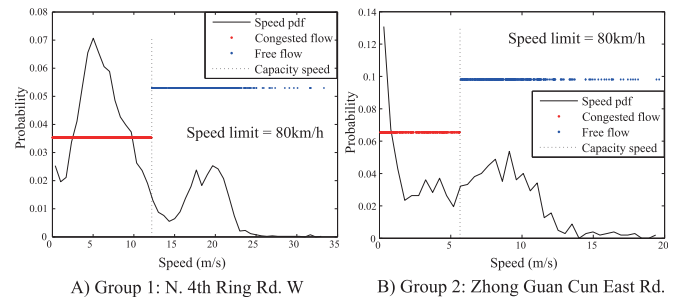 0.08
0.07
0.06
0.05
0.04
0.03
0.02
0.01
0
Probability
Speed pdf
Congested flow
Free flow
Capacity speed
Speed limit = 80km/h
0 5 10 15 20 25 30 35
Speed (m/s)
A) Group 1: N. 4th Ring Rd. W
0.14
0.12
0.1
0.08
0.06
0.04
0.02
0
Probability
Speed limit = 80km/h
Speed pdf
Congested flow
Free flow
Capacity speed
0 5 10 15 20
Speed (m/s)
B) Group 2: Zhong Guan Cun East Rd.